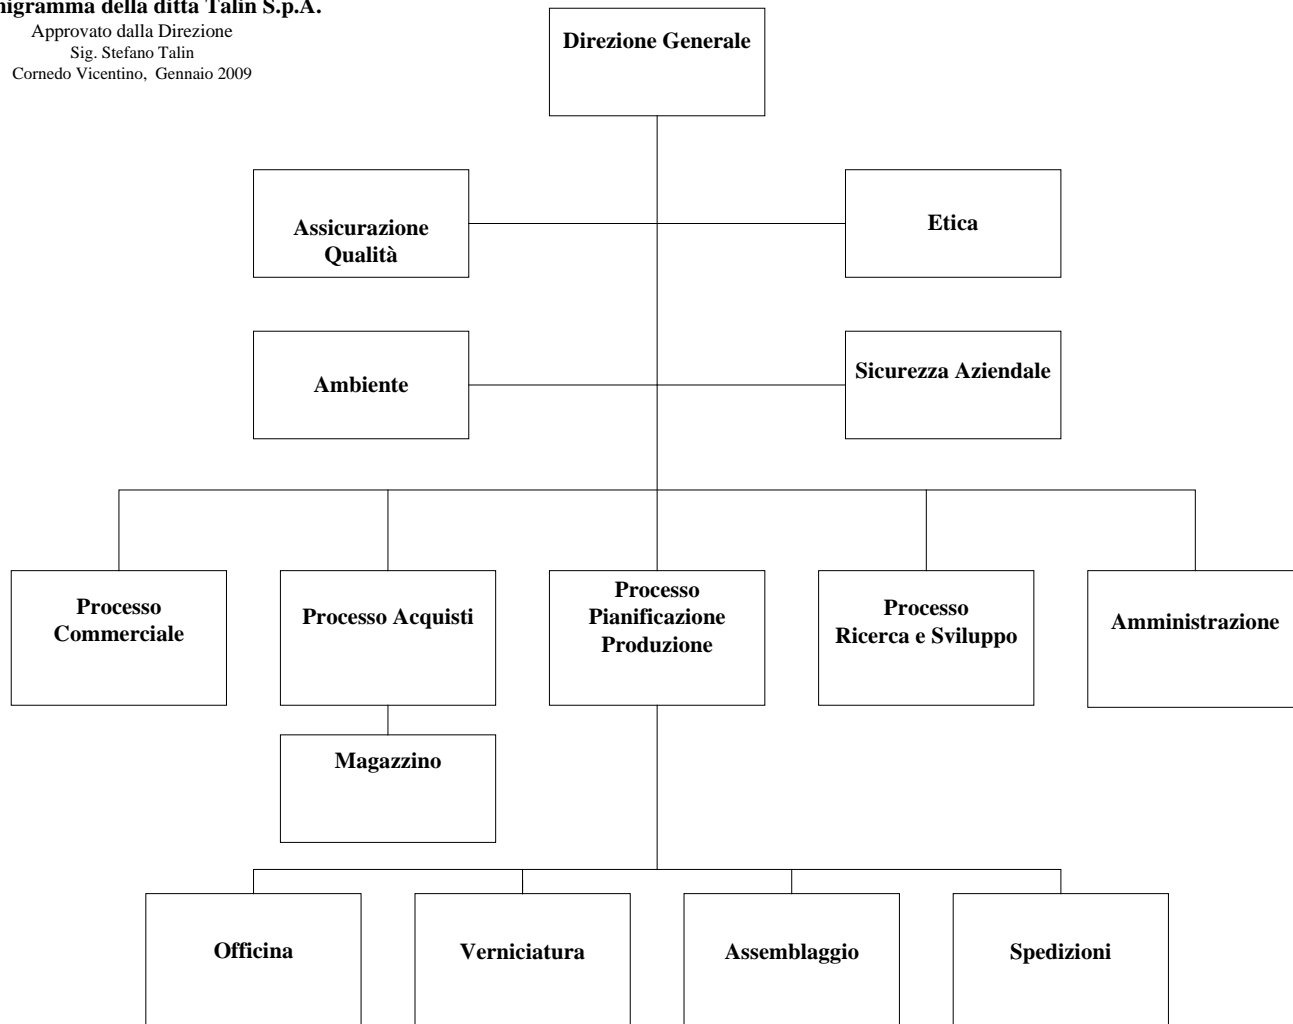 della ditta Talin S.p.A.
Approvato dalla Direzione
Sig. Stefano Talin
Cornedo Vicentino, Gennaio 2009
Direzione Generale
Assicurazione
Qualità
Etica
Ambiente
Sicurezza Aziendale
Processo
Commerciale
Processo Acquisti
Processo
Pianificazione
Produzione
Processo
Ricerca e Sviluppo
Amministrazione
Magazzino
Officina
Verniciatura
Assemblaggio
Spedizioni